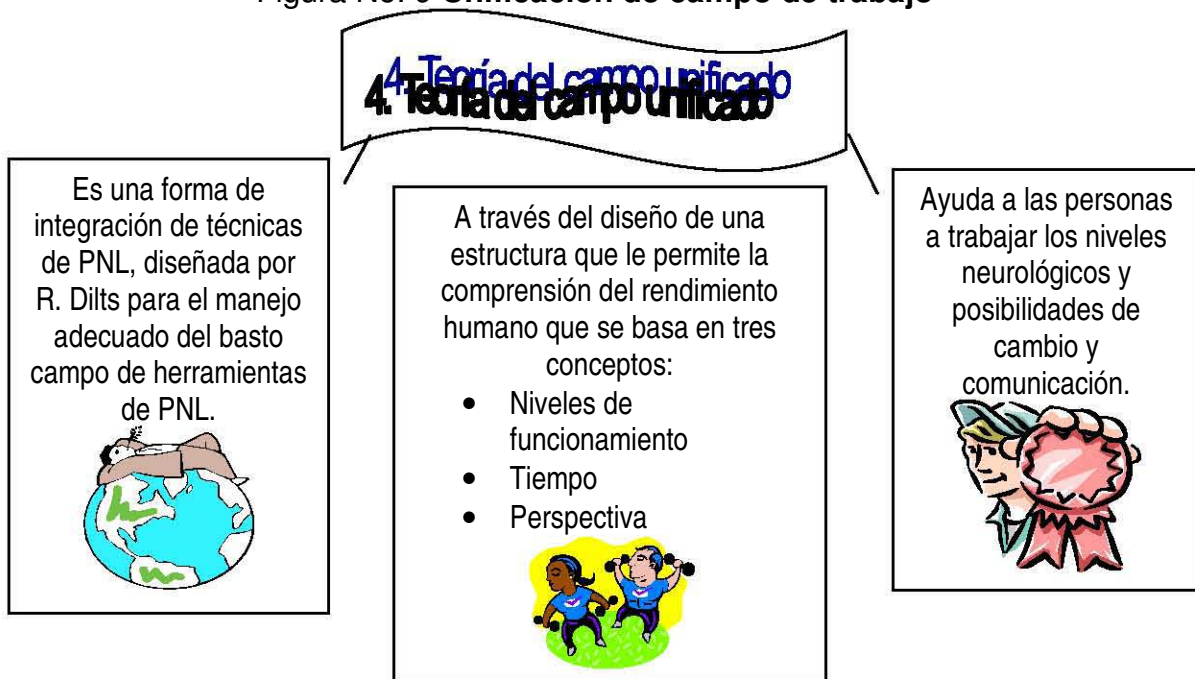 Unificación de campo de trabajo
4. Teoría del campo unificado
Es una forma de
integración de técnicas
de PNL, diseñada por
R. Dilts para el manejo
adecuado del basto
campo de herramientas
de PNL.
A través del diseño de una
estructura que le permite la
comprensión del rendimiento
humano que se basa en tres
conceptos:
• Niveles de
funcionamiento
• Tiempo
• Perspectiva
Ayuda a las personas
a trabajar los niveles
neurológicos y
posibilidades de
cambio y
comunicación.